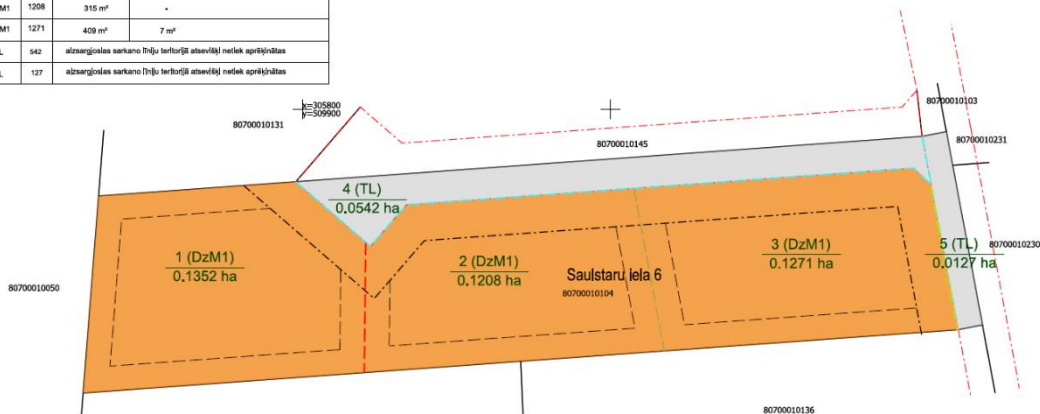 M1 1208 315 m² -
M1 1271 409 m² 7 m²
L 542 aizsargjoslas sarkano līniju teritorijā atsevišķi netiek aprēķinātas
L 127 aizsargjoslas sarkano līniju teritorijā atsevišķi netiek aprēķinātas
x=305800
y=509900
80700010131
80700010145
80700010103
80700010231
4 (TL)
0.0542 ha
1 (DzM1)
0.1352 ha
2 (DzM1)
0.1208 ha
3 (DzM1)
0.1271 ha
5 (TL)
0.0127 ha
80700010230
Saulstaru iela 6
80700010104
80700010050
80700010136